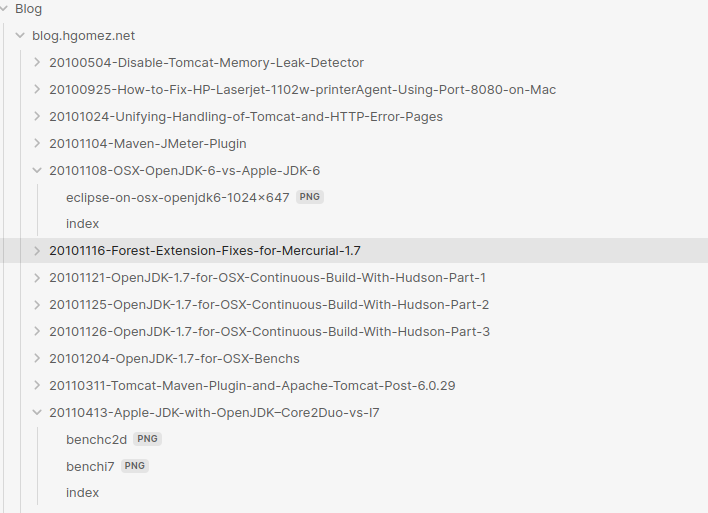 Blog
blog.hgomez.net
20100504-Disable-Tomcat-Memory-Leak-Detector
20100925-How-to-Fix-HP-Laserjet-1102w-printerAgent-Using-Port-8080-on-Mac
20101024-Unifying-Handling-of-Tomcat-and-HTTP-Error-Pages
20101104-Maven-JMeter-Plugin
20101108-OSX-OpenJDK-6-vs-Apple-JDK-6
eclipse-on-osx-openjdk6-1024×647 PNG
index
20101116-Forest-Extension-Fixes-for-Mercurial-1.7
20101121-OpenJDK-1.7-for-OSX-Continuous-Build-With-Hudson-Part-1
20101125-OpenJDK-1.7-for-OSX-Continuous-Build-With-Hudson-Part-2
20101126-OpenJDK-1.7-for-OSX-Continuous-Build-With-Hudson-Part-3
20101204-OpenJDK-1.7-for-OSX-Benchs
20110311-Tomcat-Maven-Plugin-and-Apache-Tomcat-Post-6.0.29
20110413-Apple-JDK-with-OpenJDK–Core2Duo-vs-I7
benchc2d PNG
benchi7 PNG
index